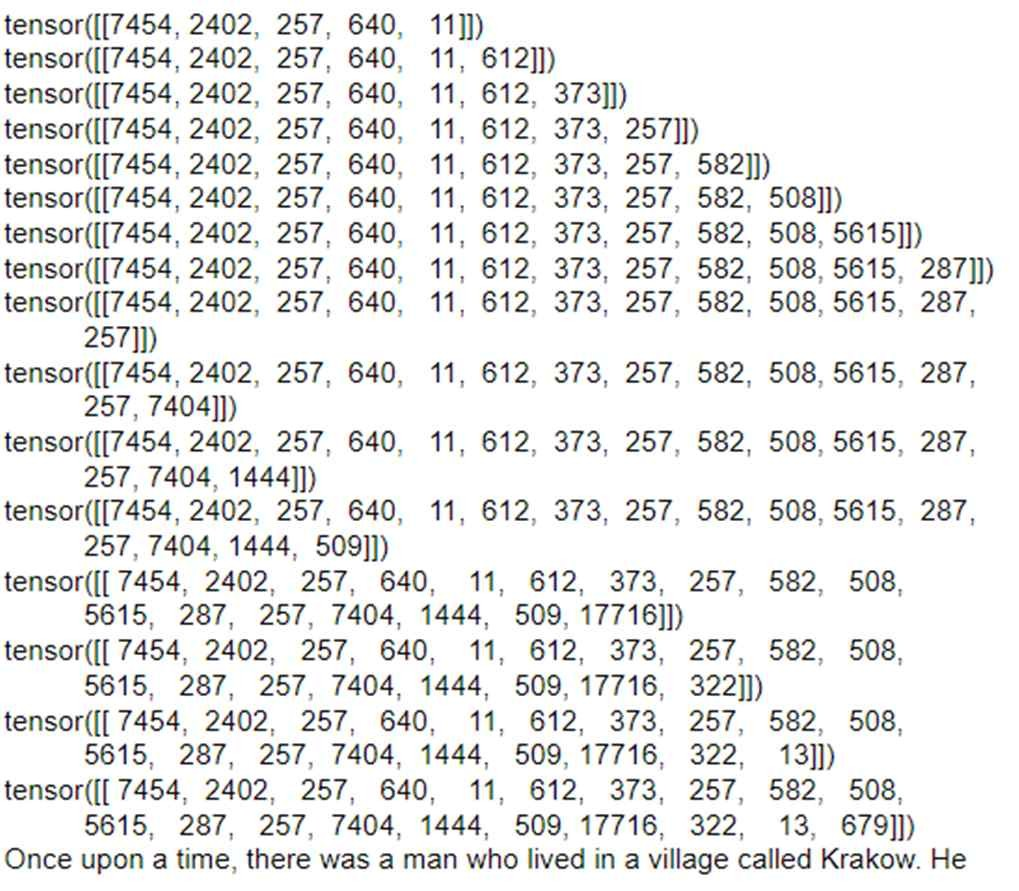 tensor([[7454, 2402, 257, 640, 11]])
tensor([[7454, 2402, 257, 640, 11, 612]])
tensor([[7454, 2402, 257, 640, 11, 612, 373]])
tensor([[7454, 2402, 257, 640, 11, 612, 373, 257]])
tensor([[7454, 2402, 257, 640, 11, 612, 373, 257, 582]])
tensor([[7454, 2402, 257, 640, 11, 612, 373, 257, 582, 508]])
tensor([[7454, 2402, 257, 640, 11, 612, 373, 257, 582, 508, 5615]])
tensor([[7454, 2402, 257, 640, 11, 612, 373, 257, 582, 508, 5615, 287]])
tensor([[7454, 2402, 257, 640, 11, 612, 373, 257, 582, 508, 5615, 287,
257]])
tensor([[7454, 2402, 257, 640, 11, 612, 373, 257, 582, 508, 5615, 287,
257, 7404]])
tensor([[7454, 2402, 257, 640, 11, 612, 373, 257, 582, 508, 5615, 287,
257, 7404, 1444]])
tensor([[7454, 2402, 257, 640, 11, 612, 373, 257, 582, 508, 5615, 287,
257, 7404, 1444, 509]])
tensor([[ 7454, 2402, 257, 640, 11, 612, 373, 257, 582, 508,
5615, 287, 257, 7404, 1444, 509, 17716]])
tensor([[ 7454, 2402, 257, 640, 11, 612, 373, 257, 582, 508,
5615, 287, 257, 7404, 1444, 509, 17716, 322]])
tensor([[ 7454, 2402, 257, 640, 11, 612, 373, 257, 582, 508,
5615, 287, 257, 7404, 1444, 509, 17716, 322, 13]])
tensor([[ 7454, 2402, 257, 640, 11, 612, 373, 257, 582, 508,
5615, 287, 257, 7404, 1444, 509, 17716, 322, 13, 679]])
Once upon a time, there was a man who lived in a village called Krakow. He